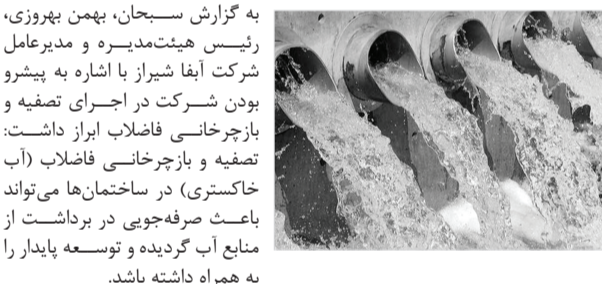 به گزارش سبحان، بهمن بهروزی،
رئیس هیئت‌مدیره و مدیرعامل
شرکت آبفا شیراز با اشاره به پیشرو
بودن شرکت در اجرای تصفیه و
بازچرخانی فاضلاب ابراز داشت:
تصفیه و بازچرخانی فاضلاب (آب
خاکستری) در ساختمان‌ها می‌تواند
باعث صرفه‌جویی در برداشت از
منابع آب گردیده و توسعه پایدار را
به همراه داشته باشد.